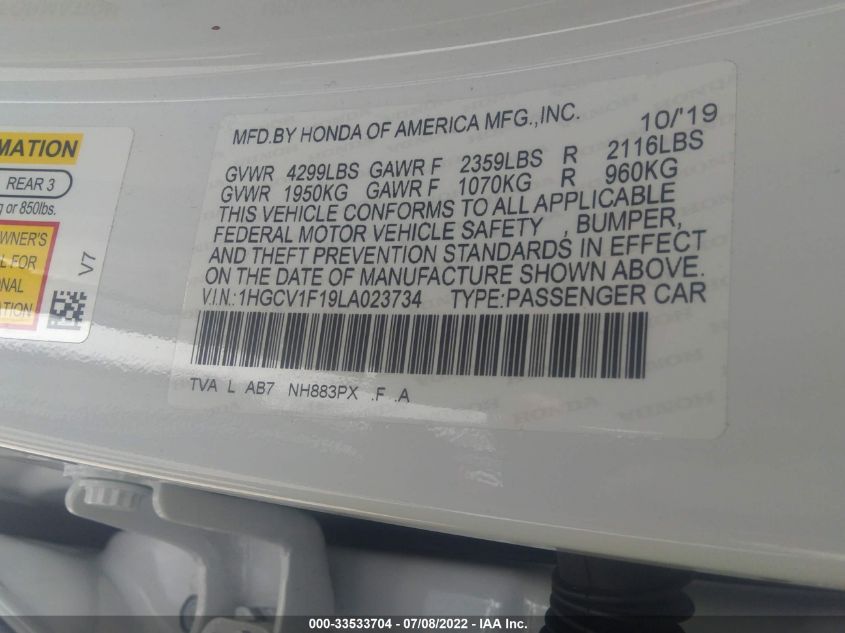 MATION
REAR 3
g or 850lbs.
WNER'S
L FOR
ONAL
TION
V7
MFD.BY HONDA OF AMERICA MFG.,INC. 10/'19
GVWR 4299LBS GAWR F 2359LBS R 2116LBS
GVWR 1950KG GAWR F 1070KG R 960KG
THIS VEHICLE CONFORMS TO ALL APPLICABLE
FEDERAL MOTOR VEHICLE SAFETY , BUMPER,
AND THEFT PREVENTION STANDARDS IN EFFECT
ON THE DATE OF MANUFACTURE SHOWN ABOVE.
V.I.N.:1HGCV1F19LA023734 TYPE:PASSENGER CAR
TVA L AB7 NH883PX .F .A
000-33533704 - 07/08/2022 - IAA Inc.